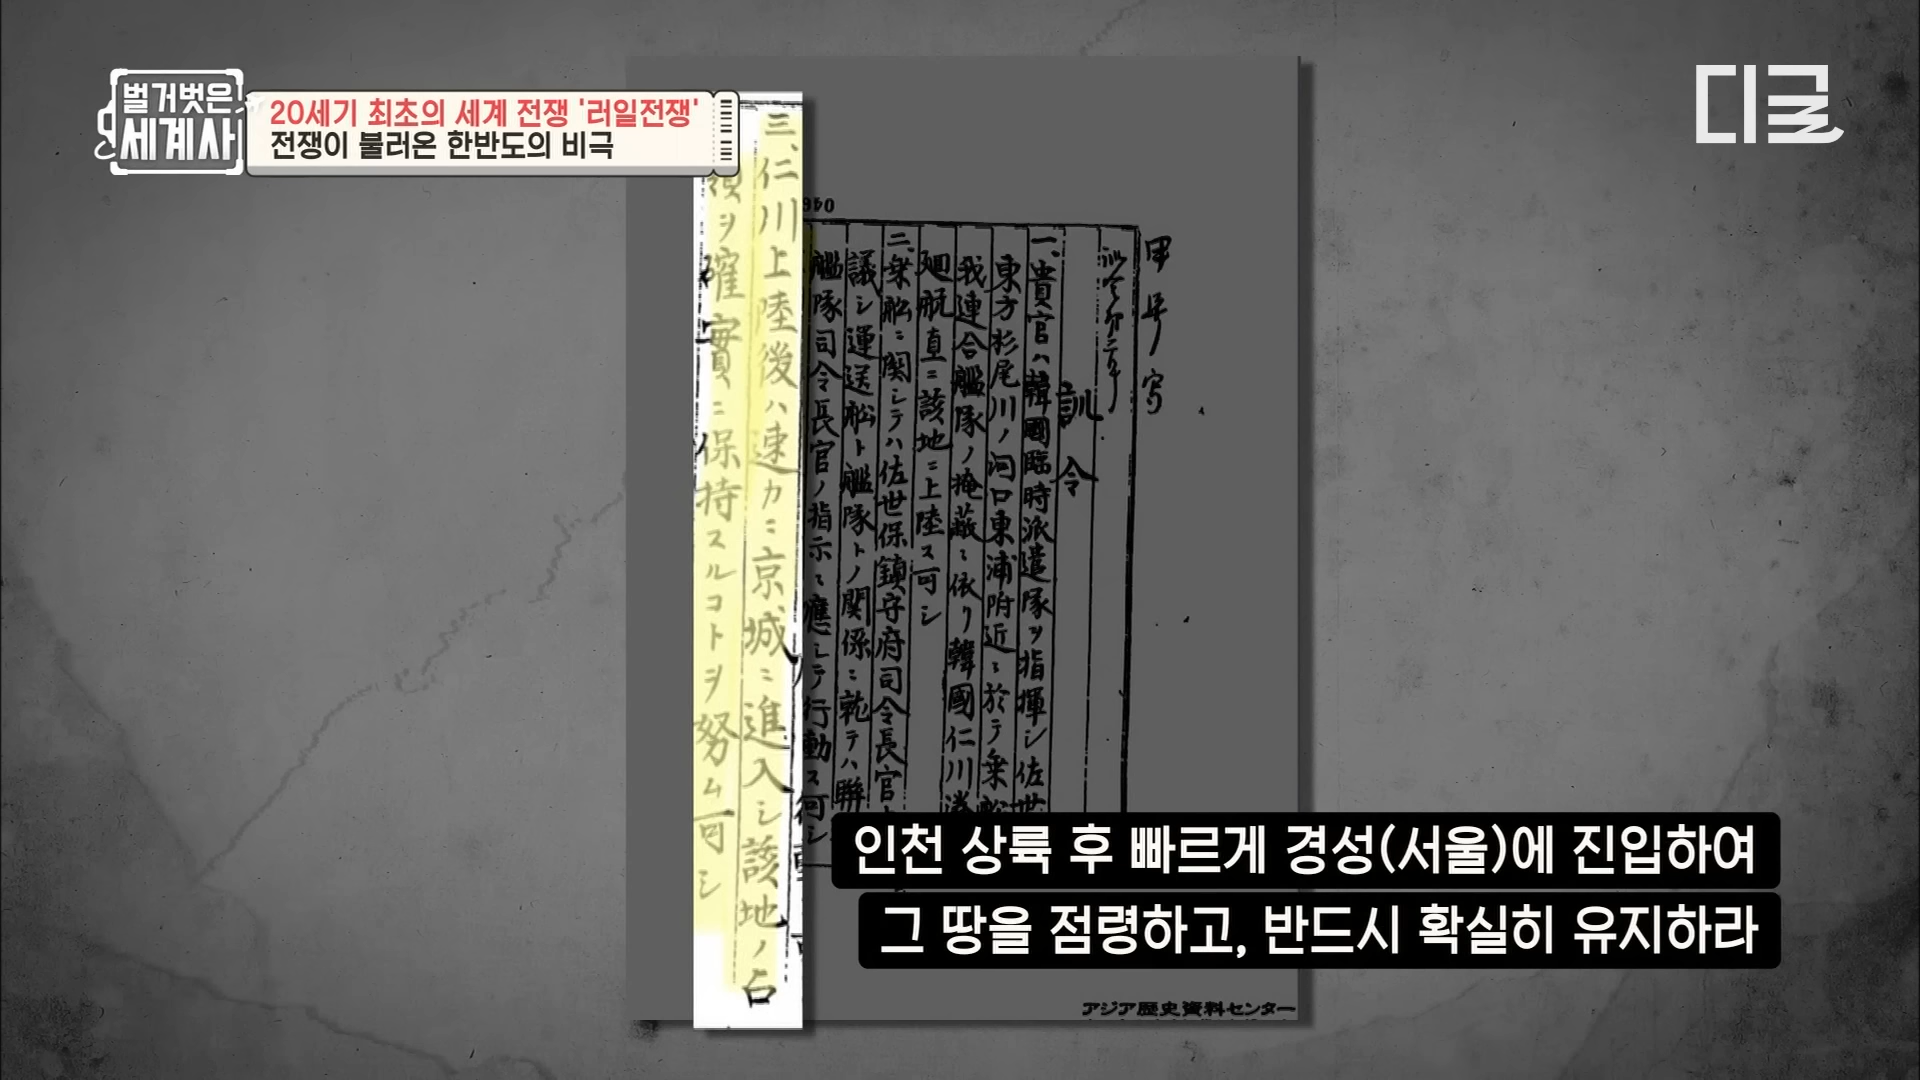 벌거벗은
세계사
20세기 최초의 세계 전쟁 '러일전쟁'
전쟁이 불러온 한반도의 비극
디글
甲号写
訓令
一、貴官ハ韓國臨時派遣隊ヲ指揮シ佐世
東方杉尾川ノ河口東浦附近ニ於テ乗船
我連合艦隊ノ掩蔽ニ依リ韓國仁川港
廻航直ニ該地ニ上陸ス可シ
二、乗船ニ関シテハ佐世保鎮守府司令長官ト
議シ運送船ト艦隊トノ関係ニ就テハ聯
艦隊司令長官ノ指示ニ應シテ行動ス可シ
三、仁川上陸後ハ速カニ京城ニ進入シ該地ノ占
領ヲ確實ニ保持スルコトヲ努ム可シ
인천 상륙 후 빠르게 경성(서울)에 진입하여
그 땅을 점령하고, 반드시 확실히 유지하라
アジア歴史資料センター